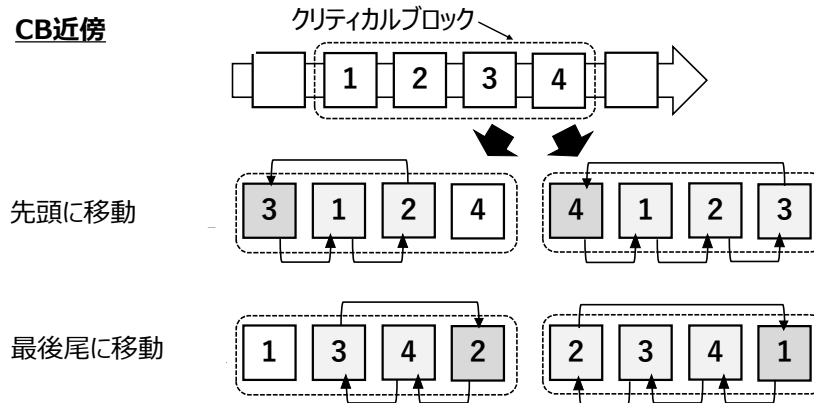 CB近傍
クリティカルブロック
1 2 3 4
先頭に移動
3 1 2 4
4 1 2 3
最後尾に移動
1 3 4 2
2 3 4 1